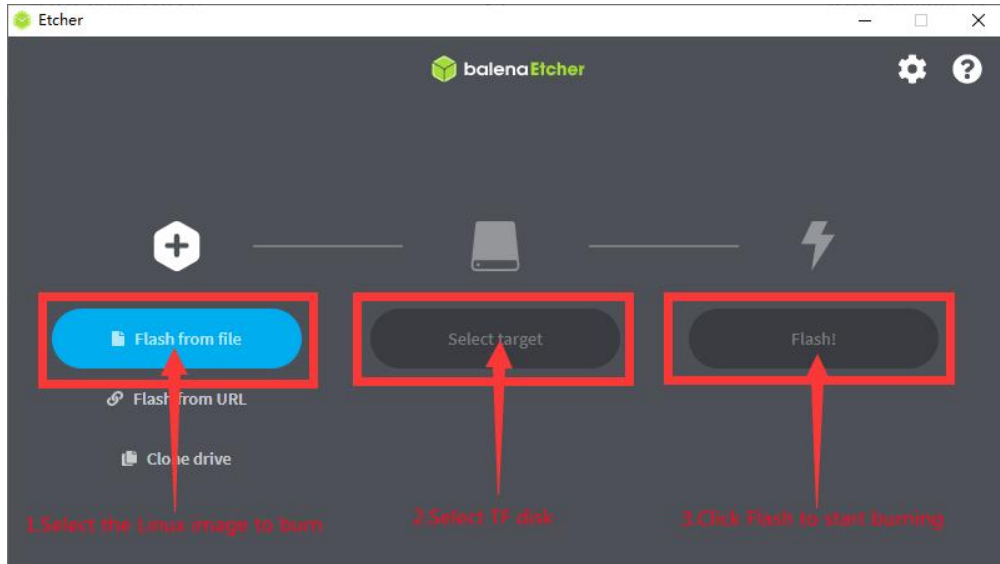 Etcher
balenaEtcher
Flash from file
Select target
Flash!
Flash from URL
Clone drive
1.Select the Linux image to burn
2.Select TF disk
3.Click Flash to start burning